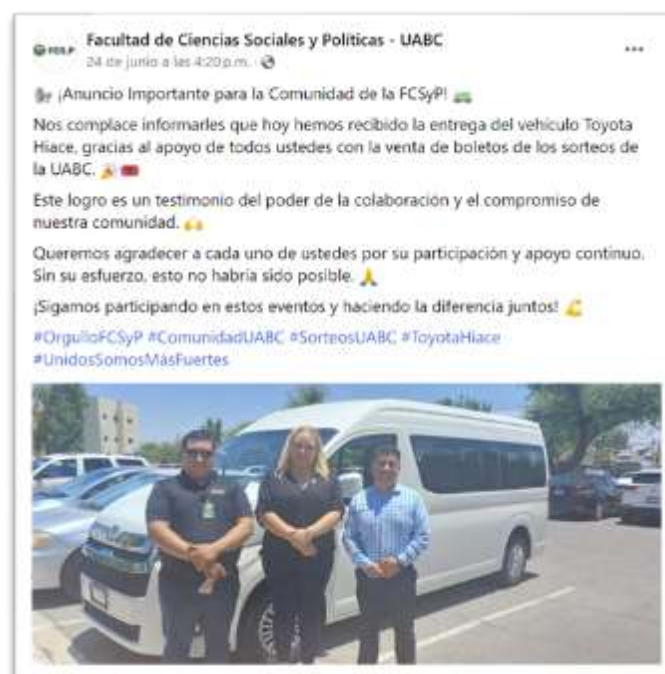 Facultad de Ciencias Sociales y Políticas - UABC
FCS.P
24 de junio a las 4:20 p.m. ·
¡Anuncio Importante para la Comunidad de la FCSyP!
Nos complace informarles que hoy hemos recibido la entrega del vehículo Toyota
Hiace, gracias al apoyo de todos ustedes con la venta de boletos de los sorteos de
la UABC.
Este logro es un testimonio del poder de la colaboración y el compromiso de
nuestra comunidad.
Queremos agradecer a cada uno de ustedes por su participación y apoyo continuo.
Sin su esfuerzo, esto no habría sido posible.
¡Sigamos participando en estos eventos y haciendo la diferencia juntos!
#OrgulloFCSyP #ComunidadUABC #SorteosUABC #ToyotaHiace
#UnidosSomosMásFuertes